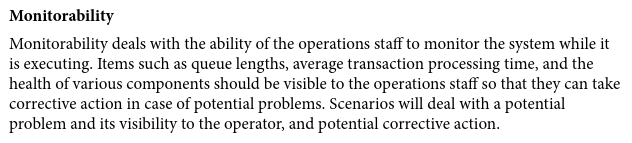 Monitorability
Monitorability deals with the ability of the operations staff to monitor the system while it
is executing. Items such as queue lengths, average transaction processing time, and the
health of various components should be visible to the operations staff so that they can take
corrective action in case of potential problems. Scenarios will deal with a potential
problem and its visibility to the operator, and potential corrective action.